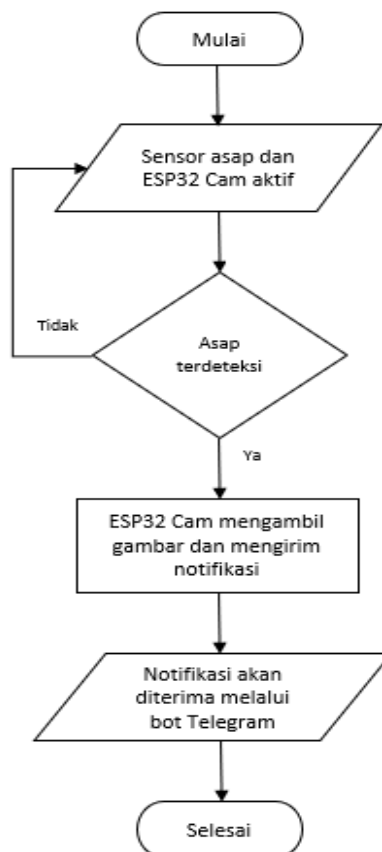 Mulai
Sensor asap dan
ESP32 Cam aktif
Tidak
Asap
terdeteksi
Ya
ESP32 Cam mengambil
gambar dan mengirim
notifikasi
Notifikasi akan
diterima melalui
bot Telegram
Selesai